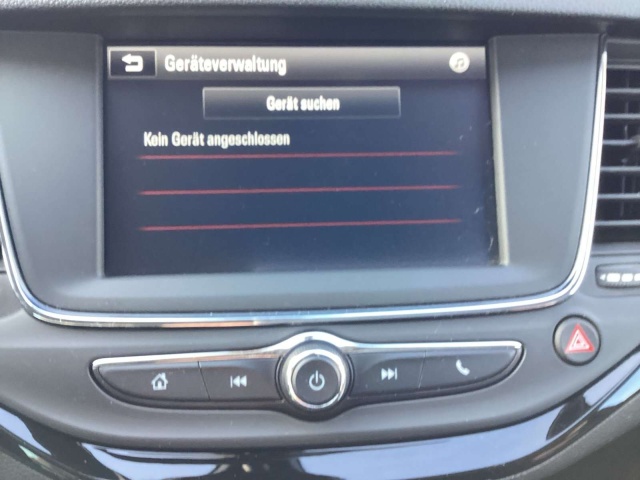 Geräteverwaltung
Gerät suchen
Kein Gerät angeschlossen